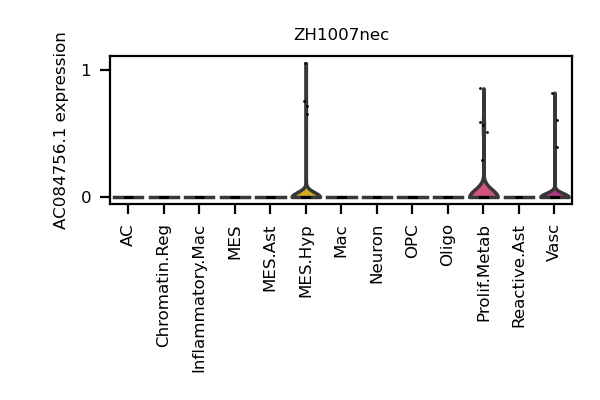 ZH1007nec
AC084756.1 expression
1
0
AC
Chromatin.Reg
Inflammatory.Mac
MES
MES.Ast
MES.Hyp
Mac
Neuron
OPC
Oligo
Prolif.Metab
Reactive.Ast
Vasc